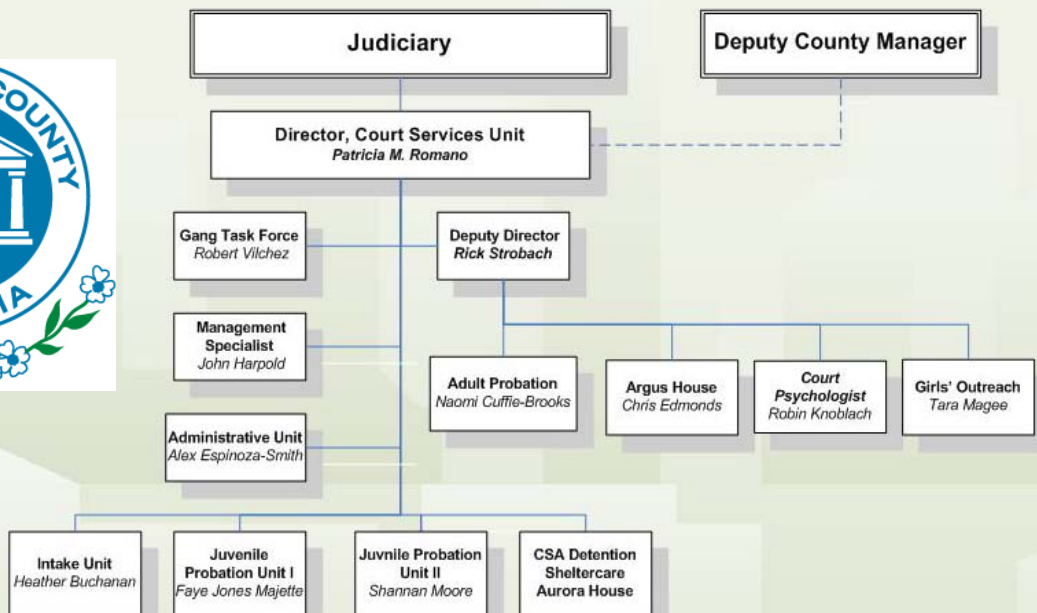 Judiciary
Deputy County Manager
COUNTY
Director, Court Services Unit
Patricia M. Romano
Gang Task Force
Robert Vilchez
Deputy Director
Rick Strobach
Management
Specialist
John Harpold
Adult Probation
Naomi Cuffie-Brooks
Argus House
Chris Edmonds
Court
Psychologist
Robin Knoblach
Girls' Outreach
Tara Magee
Administrative Unit
Alex Espinoza-Smith
Intake Unit
Heather Buchanan
Juvenile
Probation Unit I
Faye Jones Majette
Juvnile Probation
Unit II
Shannan Moore
CSA Detention
Sheltercare
Aurora House